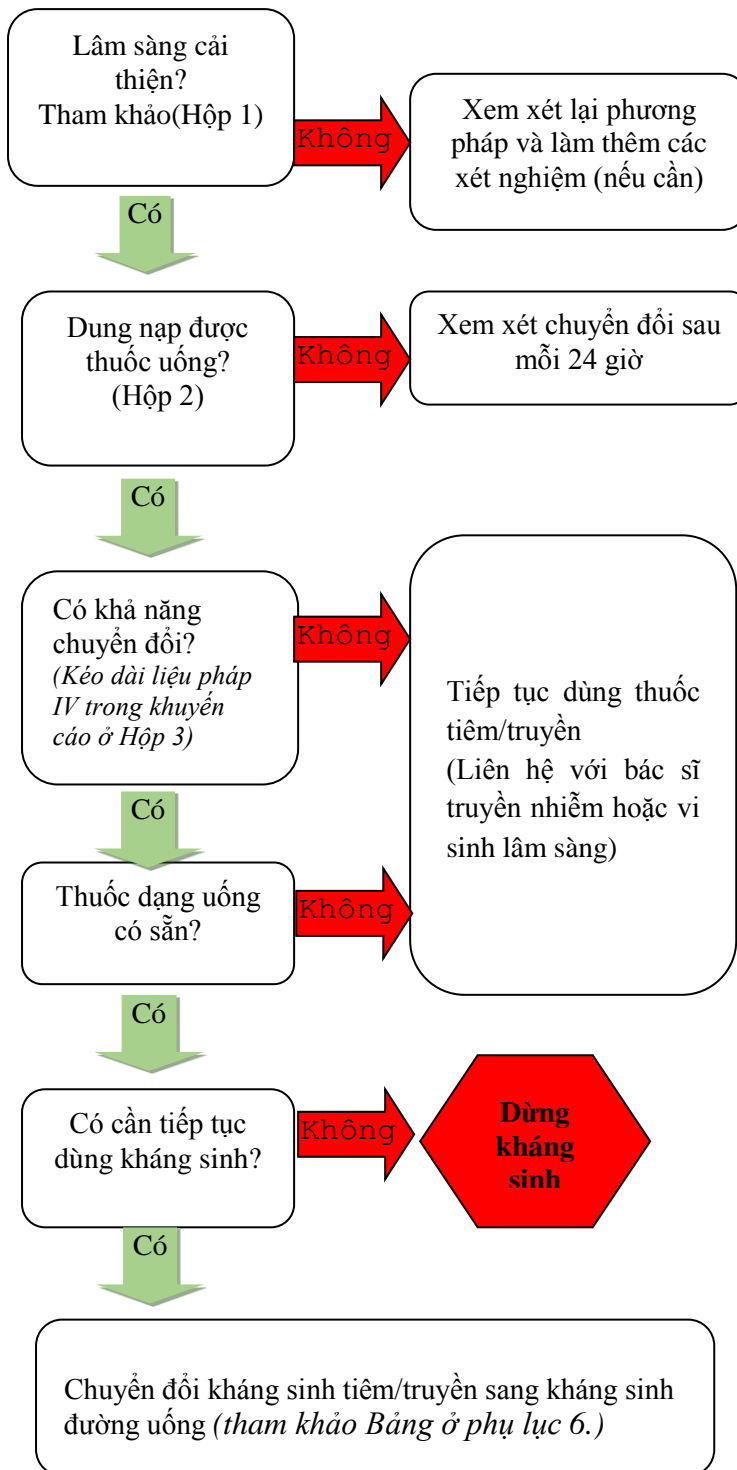 Lâm sàng cải
thiện?
Tham khảo(Hộp 1)
Không
Xem xét lại phương
pháp và làm thêm các
xét nghiệm (nếu cần)
Có
Dung nạp được
thuốc uống?
(Hộp 2)
Không
Xem xét chuyển đổi sau
mỗi 24 giờ
Có
Có khả năng
chuyển đổi?
(Kéo dài liệu pháp
IV trong khuyến
cáo ở Hộp 3)
Không
Tiếp tục dùng thuốc
tiêm/truyền
(Liên hệ với bác sĩ
truyền nhiễm hoặc vi
sinh lâm sàng)
Có
Thuốc dạng uống
có sẵn?
Không
Có
Có cần tiếp tục
dùng kháng sinh?
Không
Dừng
kháng
sinh
Có
Chuyển đổi kháng sinh tiêm/truyền sang kháng sinh
đường uống (tham khảo Bảng ở phụ lục 6.)